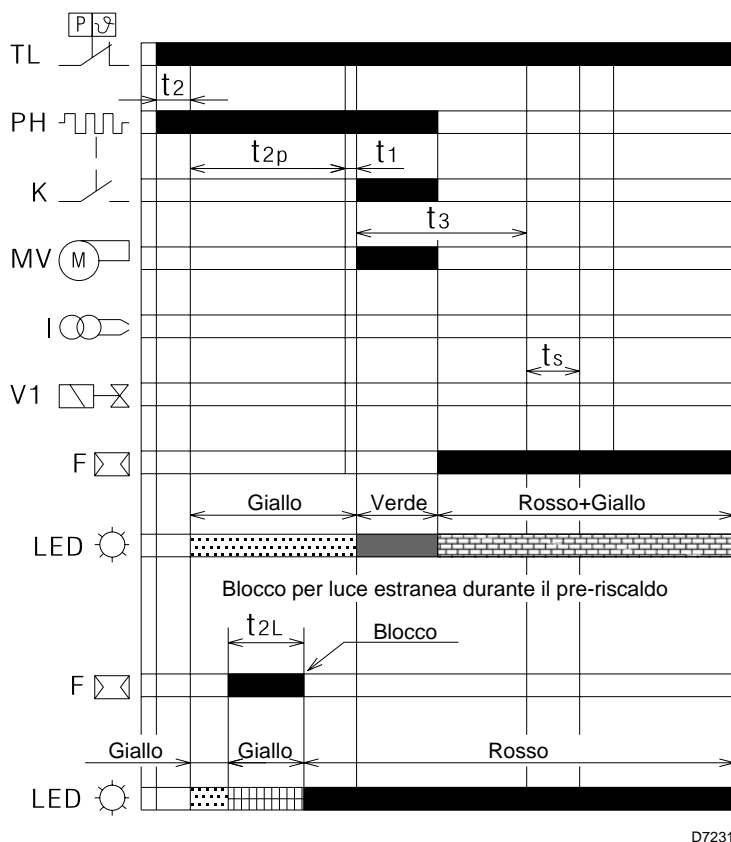 P ϑ
TL
t2
PH
t2p t1
K
t3
MV M
I
ts
V1
F
Giallo Verde Rosso+Giallo
LED
Blocco per luce estranea durante il pre-riscaldo
t2L Blocco
F
Giallo Giallo Rosso
LED
D7231